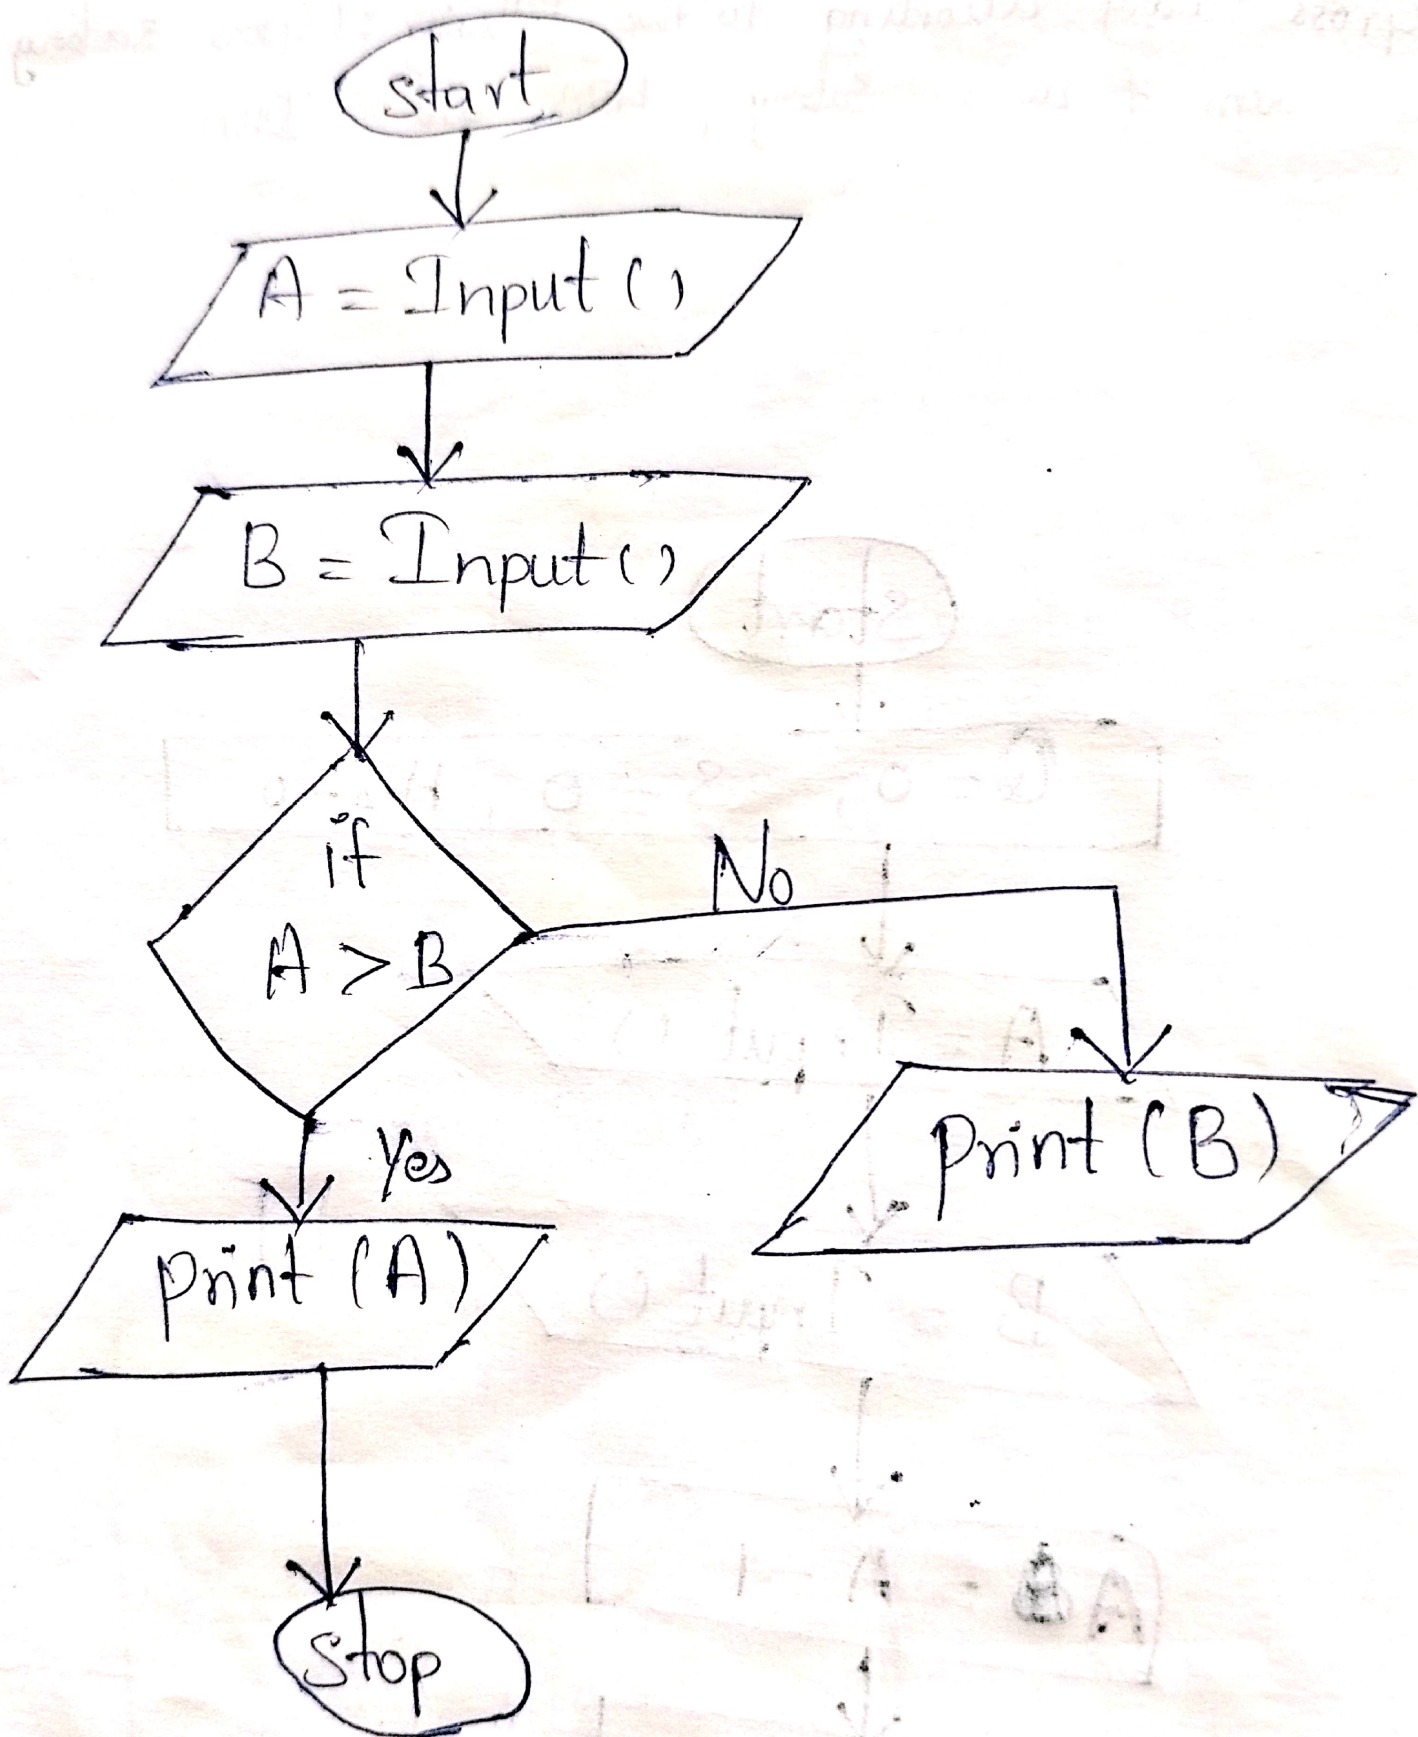 start
A = Input ( )
B = Input ( )
if
A > B
No
Yes
print (B)
print (A)
Stop